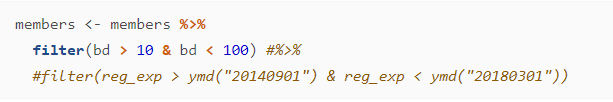 members <- members %>%
  filter(bd > 10 & bd < 100) #%>%
  #filter(reg_exp > ymd("20140901") & reg_exp < ymd("20180301"))